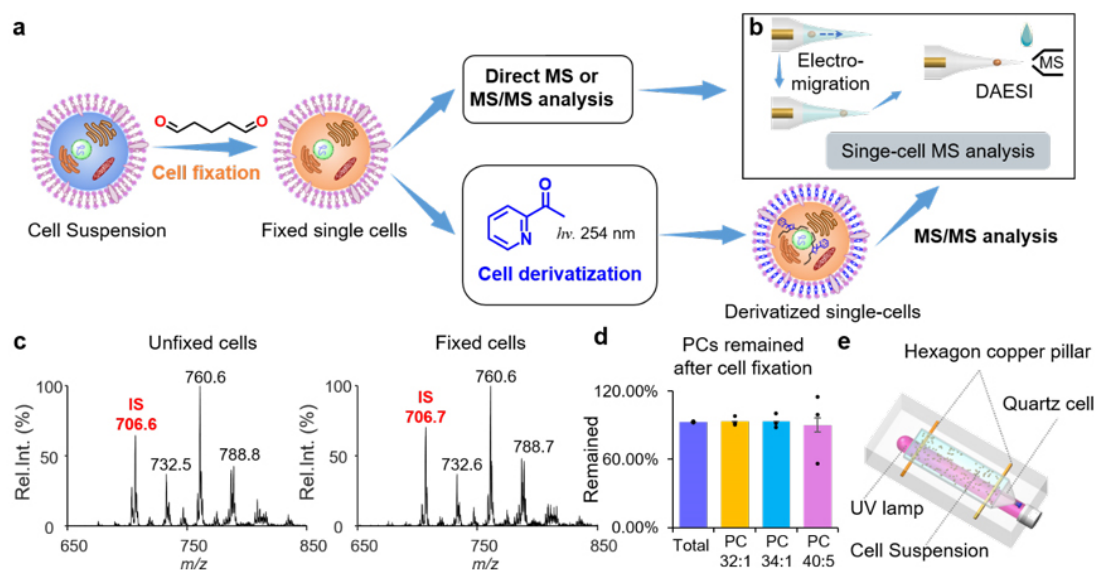 a
O
O
Cell fixation
Cell Suspension
Fixed single cells
Direct MS or
MS/MS analysis
O
N
hv. 254 nm
Cell derivatization
b
Electro-
migration
MS
DAESI
Singe-cell MS analysis
MS/MS analysis
Derivatized single-cells
c
Unfixed cells
Rel.Int. (%)
100
50
0
IS
706.6
732.5
760.6
788.8
650
750
850
m/z
Fixed cells
Rel.Int. (%)
100
50
0
IS
706.7
732.6
760.6
788.7
650
750
850
m/z
d
PCs remained
after cell fixation
Remained
120.00%
60.00%
0.00%
Total
PC
32:1
PC
34:1
PC
40:5
e
Hexagon copper pillar
Quartz cell
UV lamp
Cell Suspension